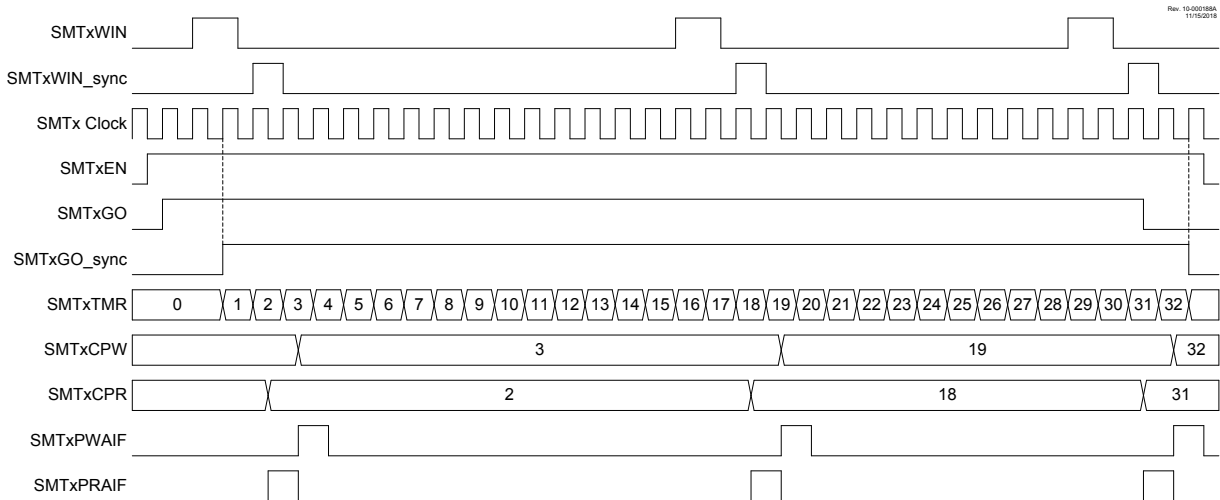 Rev. 10-000188A
11/15/2018
SMTxWIN
SMTxWIN_sync
SMTx Clock
SMTxEN
SMTxGO
SMTxGO_sync
SMTxTMR 0 1 2 3 4 5 6 7 8 9 10 11 12 13 14 15 16 17 18 19 20 21 22 23 24 25 26 27 28 29 30 31 32
SMTxCPW 3 19 32
SMTxCPR 2 18 31
SMTxPWAIF
SMTxPRAIF